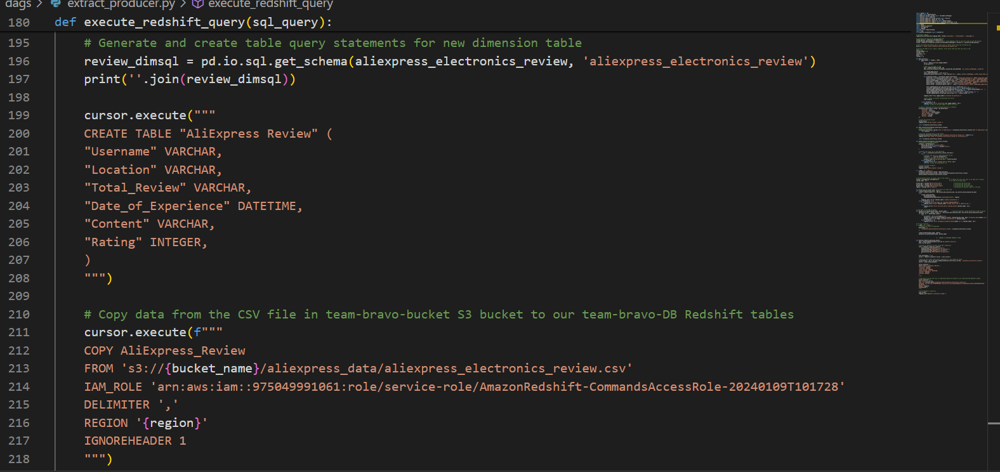 dags > extract_producer.py > execute_redshift_query
180 def execute_redshift_query(sql_query):
195 # Generate and create table query statements for new dimension table
196 review_dimsql = pd.io.sql.get_schema(aliexpress_electronics_review, 'aliexpress_electronics_review')
197 print(''.join(review_dimsql))
198
199 cursor.execute("""
200 CREATE TABLE "AliExpress Review" (
201 "Username" VARCHAR,
202 "Location" VARCHAR,
203 "Total_Review" VARCHAR,
204 "Date_of_Experience" DATETIME,
205 "Content" VARCHAR,
206 "Rating" INTEGER,
207 )
208 """)
209
210 # Copy data from the CSV file in team-bravo-bucket S3 bucket to our team-bravo-DB Redshift tables
211 cursor.execute(f"""
212 COPY AliExpress_Review
213 FROM 's3://{bucket_name}/aliexpress_data/aliexpress_electronics_review.csv'
214 IAM_ROLE 'arn:aws:iam::975049991061:role/service-role/AmazonRedshift-CommandsAccessRole-20240109T101728'
215 DELIMITER ','
216 REGION '{region}'
217 IGNOREHEADER 1
218 """)